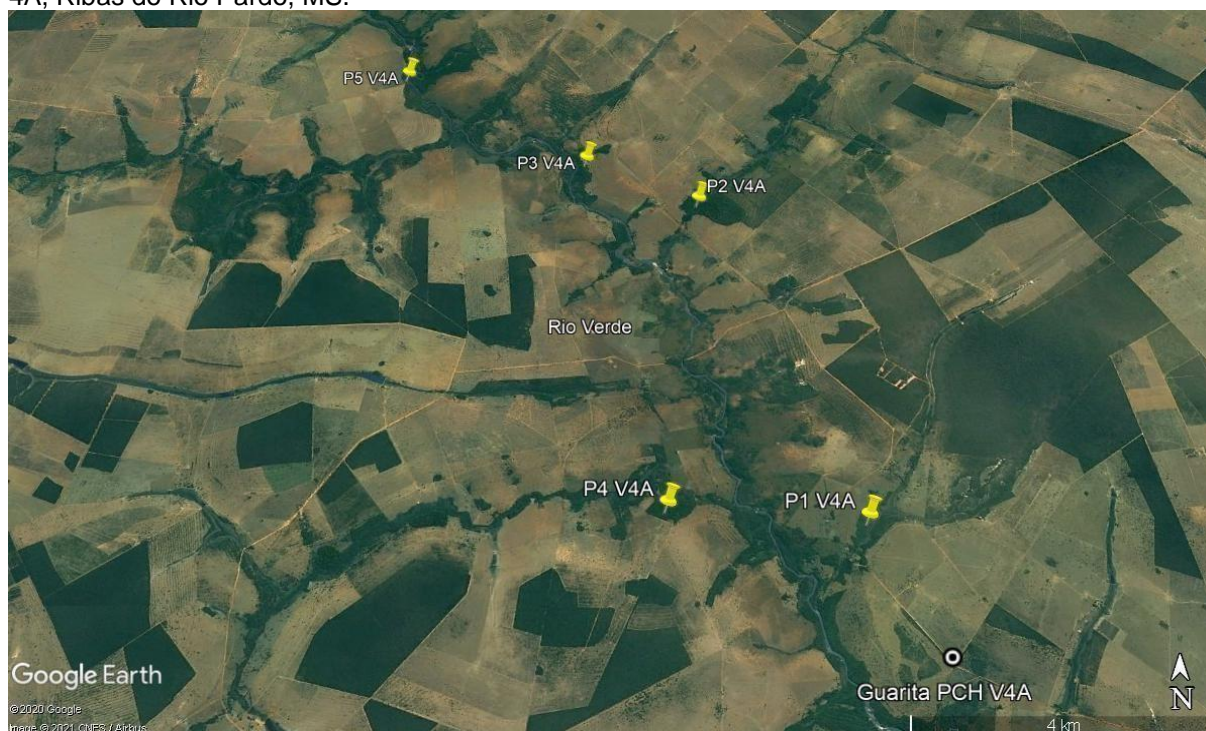 4A, Ribas do Rio Pardo, MS.
P5 V4A
P3 V4A
P2 V4A
Rio Verde
P4 V4A
P1 V4A
Google Earth
Guarita PCH V4A
N
©2020 Google
Image © 2021 CNES / Airbus
4 km